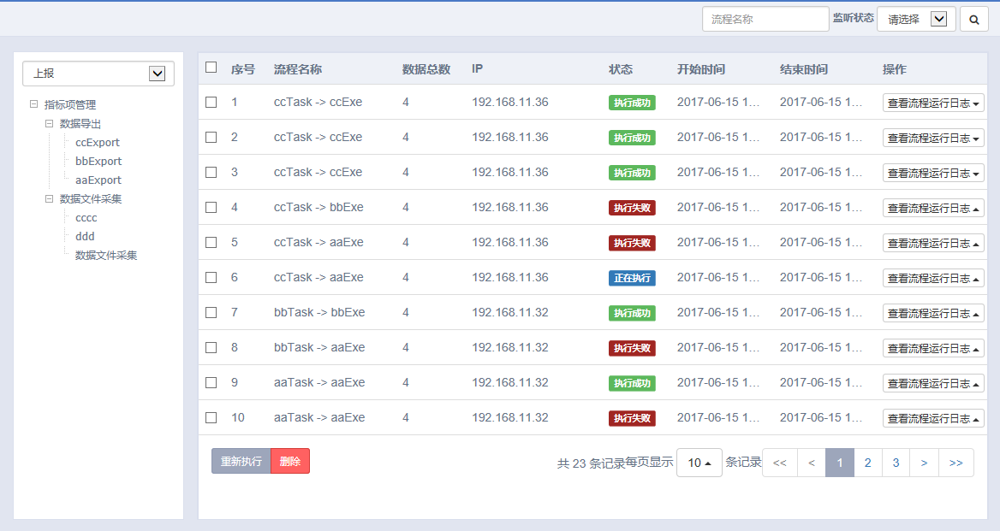 流程名称 监听状态 请选择
上报
指标项管理
数据导出
ccExport
bbExport
aaExport
数据文件采集
cccc
ddd
数据文件采集
序号 流程名称 数据总数 IP 状态 开始时间 结束时间 操作
1 ccTask -> ccExe 4 192.168.11.36 执行成功 2017-06-15 1... 2017-06-15 1... 查看流程运行日志
2 ccTask -> ccExe 4 192.168.11.36 执行成功 2017-06-15 1... 2017-06-15 1... 查看流程运行日志
3 ccTask -> ccExe 4 192.168.11.36 执行成功 2017-06-15 1... 2017-06-15 1... 查看流程运行日志
4 ccTask -> bbExe 4 192.168.11.36 执行失败 2017-06-15 1... 2017-06-15 1... 查看流程运行日志
5 ccTask -> aaExe 4 192.168.11.36 执行失败 2017-06-15 1... 2017-06-15 1... 查看流程运行日志
6 ccTask -> aaExe 4 192.168.11.36 正在执行 2017-06-15 1... 2017-06-15 1... 查看流程运行日志
7 bbTask -> bbExe 4 192.168.11.32 执行成功 2017-06-15 1... 2017-06-15 1... 查看流程运行日志
8 bbTask -> aaExe 4 192.168.11.32 执行失败 2017-06-15 1... 2017-06-15 1... 查看流程运行日志
9 aaTask -> aaExe 4 192.168.11.32 执行成功 2017-06-15 1... 2017-06-15 1... 查看流程运行日志
10 aaTask -> aaExe 4 192.168.11.32 执行失败 2017-06-15 1... 2017-06-15 1... 查看流程运行日志
重新执行 删除 共 23 条记录每页显示 10 条记录 << < 1 2 3 > >>